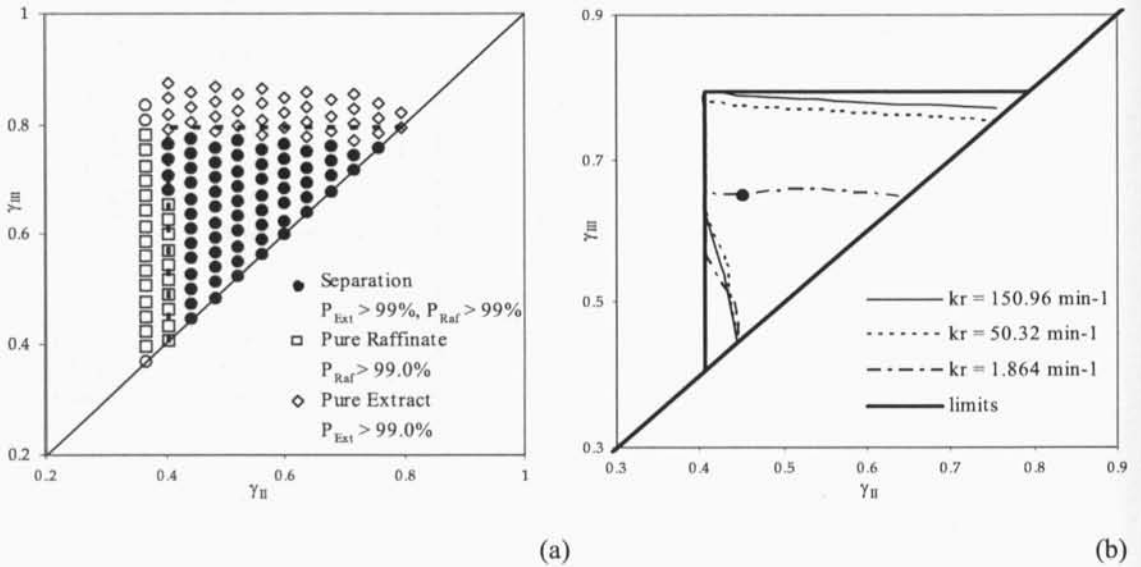 1
0.8
0.6
0.4
0.2
γIII
0.2
0.4
0.6
0.8
1
γII
Separation
PExt > 99%, PRaf > 99%
Pure Raffinate
PRaf > 99.0%
Pure Extract
PExt > 99.0%
(a)
0.9
0.7
0.5
0.3
γIII
0.3
0.4
0.5
0.6
0.7
0.8
0.9
γII
kr = 150.96 min-1
kr = 50.32 min-1
kr = 1.864 min-1
limits
(b)